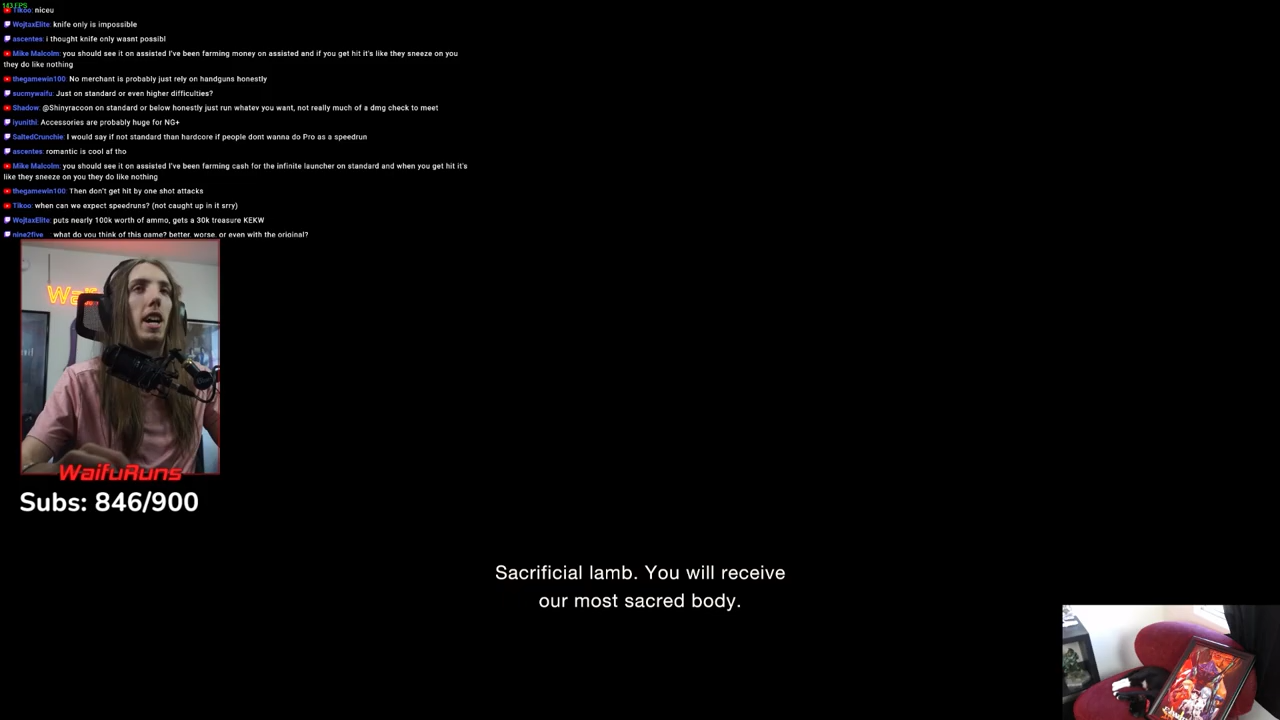 143 FPS
Tikoo: niceu
WojtaxElite: knife only is impossible
ascentes: i thought knife only wasnt possibl
Mike Malcolm: you should see it on assisted I've been farming money on assisted and if you get hit it's like they sneeze on you
they do like nothing
thegamewin100: No merchant is probably just rely on handguns honestly
sucmywaifu: Just on standard or even higher difficulties?
Shadow: @Shinyracoon on standard or below honestly just run whatev you want, not really much of a dmg check to meet
lyunithi: Accessories are probably huge for NG+
SaltedCrunchie: I would say if not standard than hardcore if people dont wanna do Pro as a speedrun
ascentes: romantic is cool af tho
Mike Malcolm: you should see it on assisted I've been farming cash for the infinite launcher on standard and when you get hit it's
like they sneeze on you they do like nothing
thegamewin100: Then don't get hit by one shot attacks
Tikoo: when can we expect speedruns? (not caught up in it srry)
WojtaxElite: puts nearly 100k worth of ammo, gets a 30k treasure KEKW
nine2five__: what do you think of this game? better, worse, or even with the original?
WaifuRuns
Subs: 846/900
Sacrificial lamb. You will receive
our most sacred body.